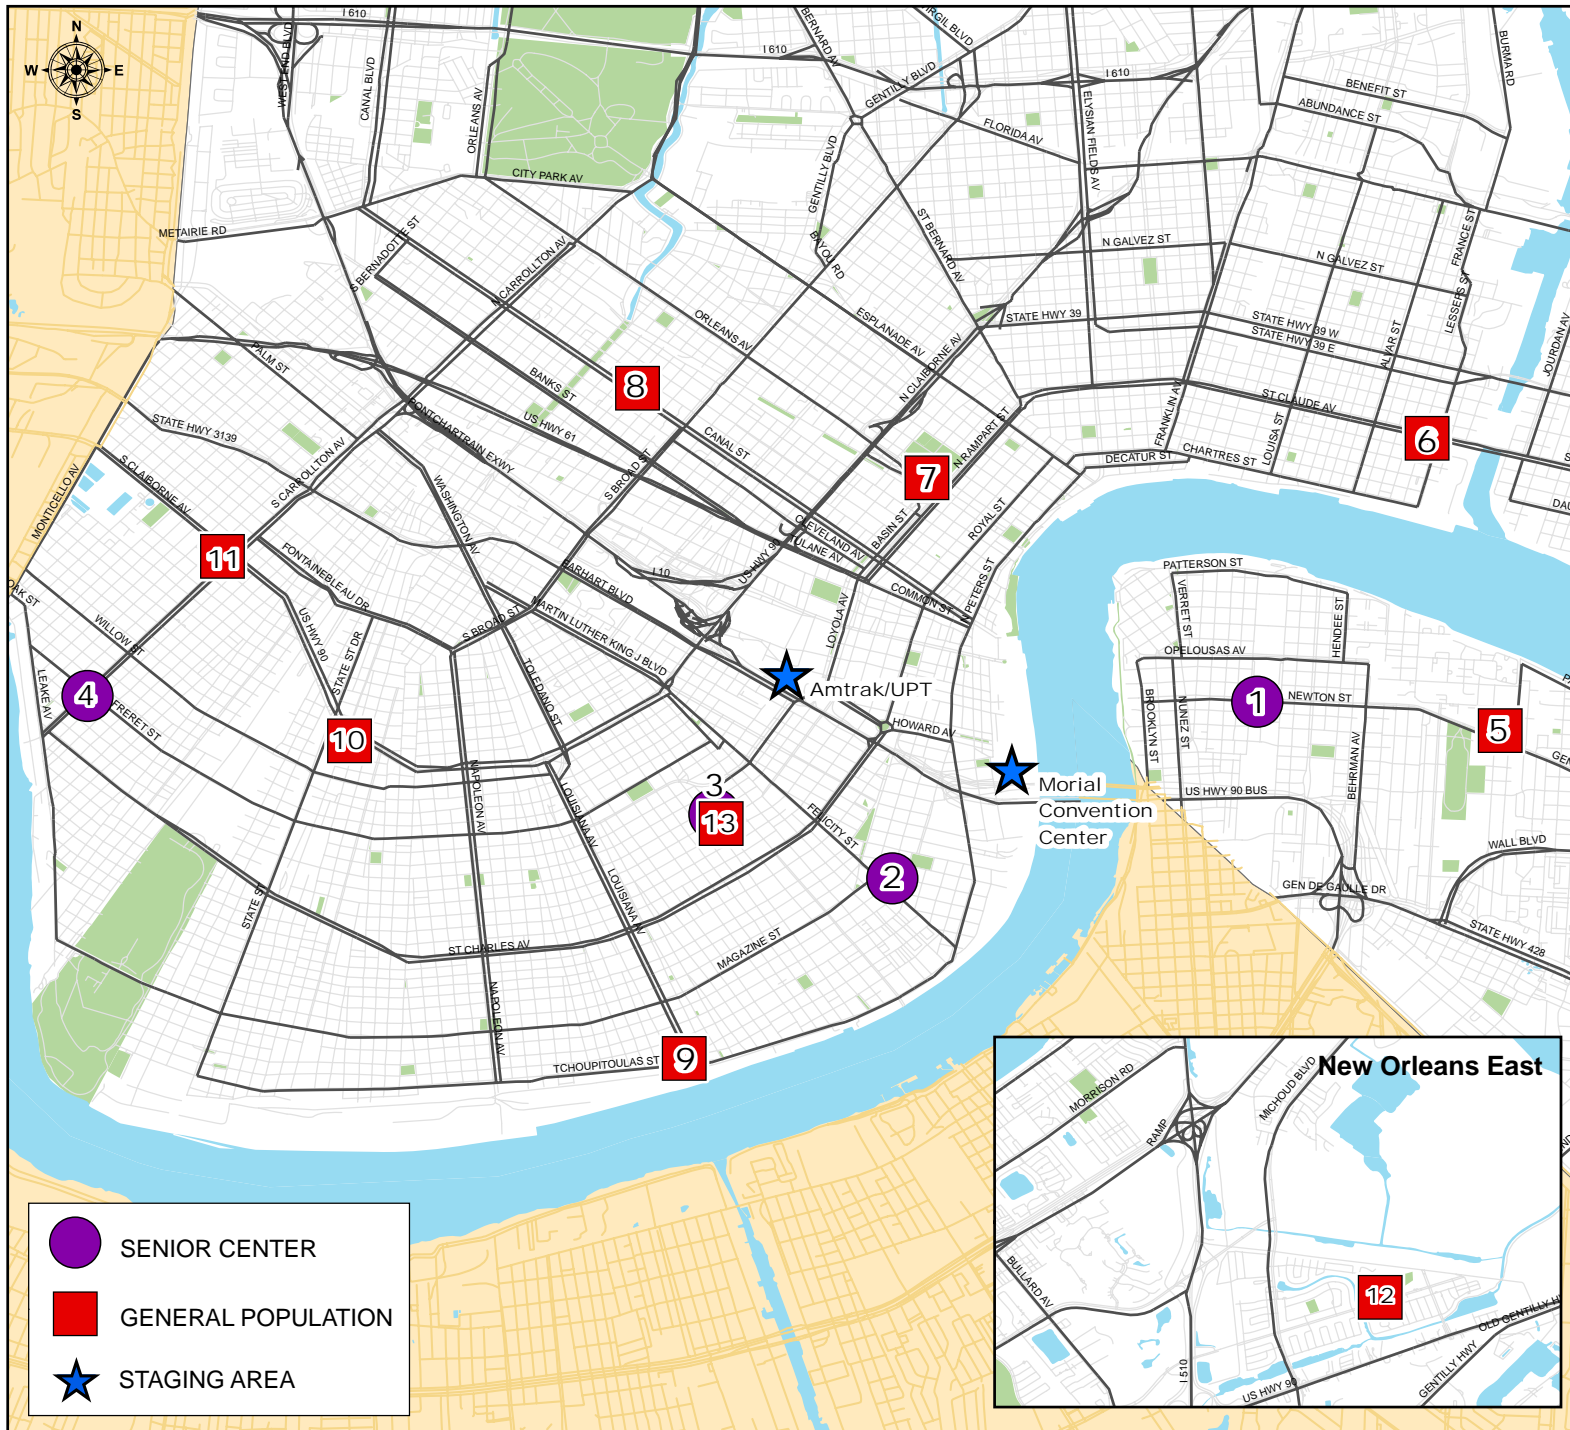 I 610
BERNARD AV
VIRGIL BLVD
I 610
I 610
WEST END BLVD
CANAL BLVD
ORLEANS AV
GENTILLY BLVD
ELYSIAN FIELDS AV
BURMA RD
BENEFIT ST
ABUNDANCE ST
FLORIDA AV
N
W
E
S
CITY PARK AV
GENTILLY BLVD
BAYOU RD
ST BERNARD AV
METAIRIE RD
S BERNADOTTE ST
N CARROLLTON AV
N GALVEZ ST
N GALVEZ ST
FRANCE ST
LESSEPS ST
ORLEANS AV
ESPLANADE AV
N CLAIBORNE AV
STATE HWY 39
STATE HWY 39 W
STATE HWY 39 E
ALVAR ST
JOURDAN AV
PALM ST
BANKS ST
8
US HWY 61
CANAL ST
PONTCHARTRAIN EXWY
STATE HWY 3139
N RAMPART ST
FRANKLIN AV
ST CLAUDE AV
LOUISA ST
6
CHARTRES ST
DECATUR ST
S CARROLLTON AV
S BROAD ST
S CLAIBORNE AV
MONTICELLO AV
WASHINGTON AV
7
ROYAL ST
BASIN ST
CLEVELAND AV
TULANE AV
US HWY 90
I 10
11
FONTAINEBLEAU DR
EARHART BLVD
COMMON ST
N PETERS ST
PATTERSON ST
VERRET ST
HENDEE ST
OAK ST
WILLOW ST
US HWY 90
STATE ST DR
S BROAD ST
MARTIN LUTHER KING J BLVD
LOYOLA AV
OPELOUSAS AV
LEAKE AV
4
FRERET ST
TOLEDANO ST
Amtrak/UPT
HOWARD AV
BROOKLYN ST
NUNEZ ST
1
NEWTON ST
5
BEHRMAN AV
10
NAPOLEON AV
LOUISIANA AV
3
13
FELICITY ST
Morial
Convention
Center
US HWY 90 BUS
WALL BLVD
2
GEN DE GAULLE DR
STATE HWY 428
STATE ST
LOUISIANA AV
ST CHARLES AV
MAGAZINE ST
NAPOLEON AV
TCHOUPITOULAS ST
9
New Orleans East
MORRISON RD
RAMP
MICHOUD BLVD
BULLARD AV
12
I 510
US HWY 90
OLD GENTILLY H
GENTILLY HWY
SENIOR CENTER
GENERAL POPULATION
STAGING AREA